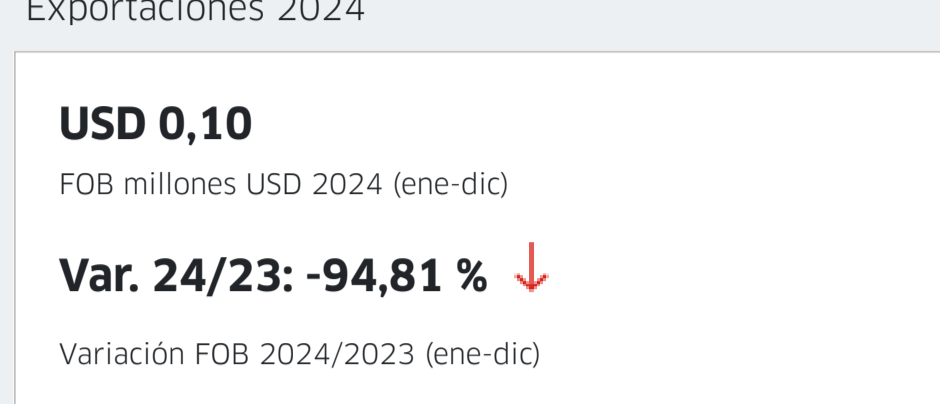 Exportaciones 2024
USD 0,10
FOB millones USD 2024 (ene-dic)
Var. 24/23: -94,81 %
Variación FOB 2024/2023 (ene-dic)